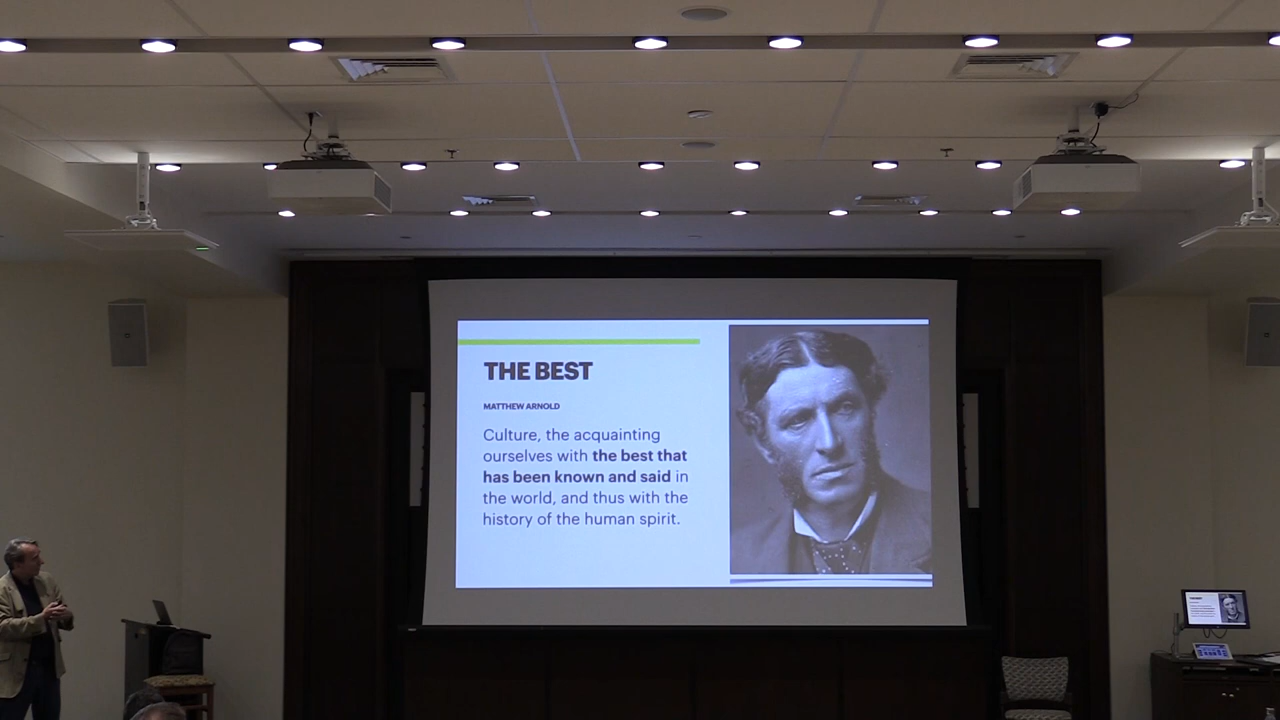 THE BEST
MATTHEW ARNOLD
Culture, the acquainting
ourselves with the best that
has been known and said in
the world, and thus with the
history of the human spirit.